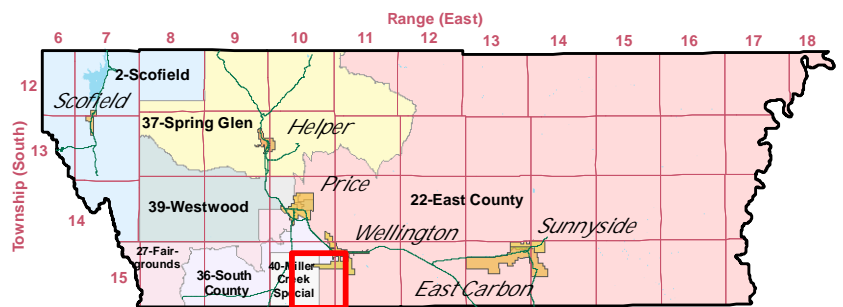 Range (East)
6 7 8 9 10 11 12 13 14 15 16 17 18
12
2-Scofield
Scofield
37-Spring Glen
Helper
13
Township (South)
Price
39-Westwood
22-East County
14
Wellington
Sunnyside
27-Fair-
grounds
15
36-South
County
40-Miller
Creek
Special
East Carbon